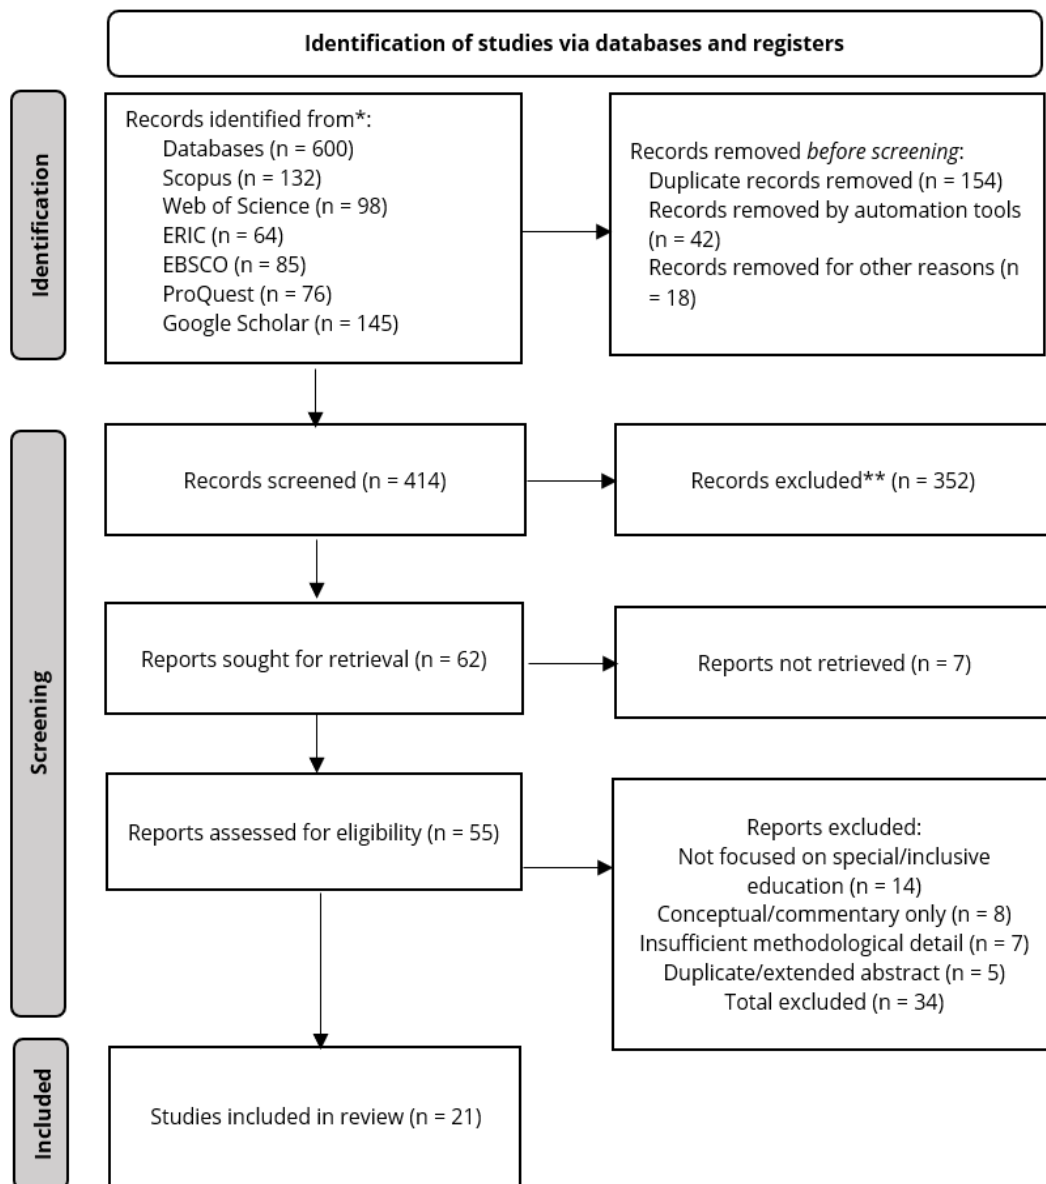 Identification of studies via databases and registers
Identification
Records identified from*:
Databases (n = 600)
Scopus (n = 132)
Web of Science (n = 98)
ERIC (n = 64)
EBSCO (n = 85)
ProQuest (n = 76)
Google Scholar (n = 145)
Records removed before screening:
Duplicate records removed (n = 154)
Records removed by automation tools
(n = 42)
Records removed for other reasons (n
= 18)
Screening
Records screened (n = 414)
Records excluded** (n = 352)
Reports sought for retrieval (n = 62)
Reports not retrieved (n = 7)
Reports assessed for eligibility (n = 55)
Reports excluded:
Not focused on special/inclusive
education (n = 14)
Conceptual/commentary only (n = 8)
Insufficient methodological detail (n = 7)
Duplicate/extended abstract (n = 5)
Total excluded (n = 34)
Included
Studies included in review (n = 21)